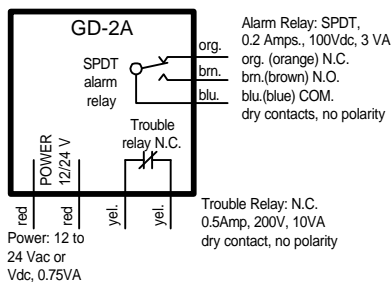 GD-2A
SPDT
alarm
relay
org.
brn.
blu.
Alarm Relay: SPDT,
0.2 Amps., 100Vdc, 3 VA
org. (orange) N.C.
brn.(brown) N.O.
blu.(blue) COM.
dry contacts, no polarity
Trouble
relay N.C.
POWER
12/24 V
red
red
yel.
yel.
Power: 12 to
24 Vac or
Vdc, 0.75VA
Trouble Relay: N.C.
0.5Amp, 200V, 10VA
dry contact, no polarity